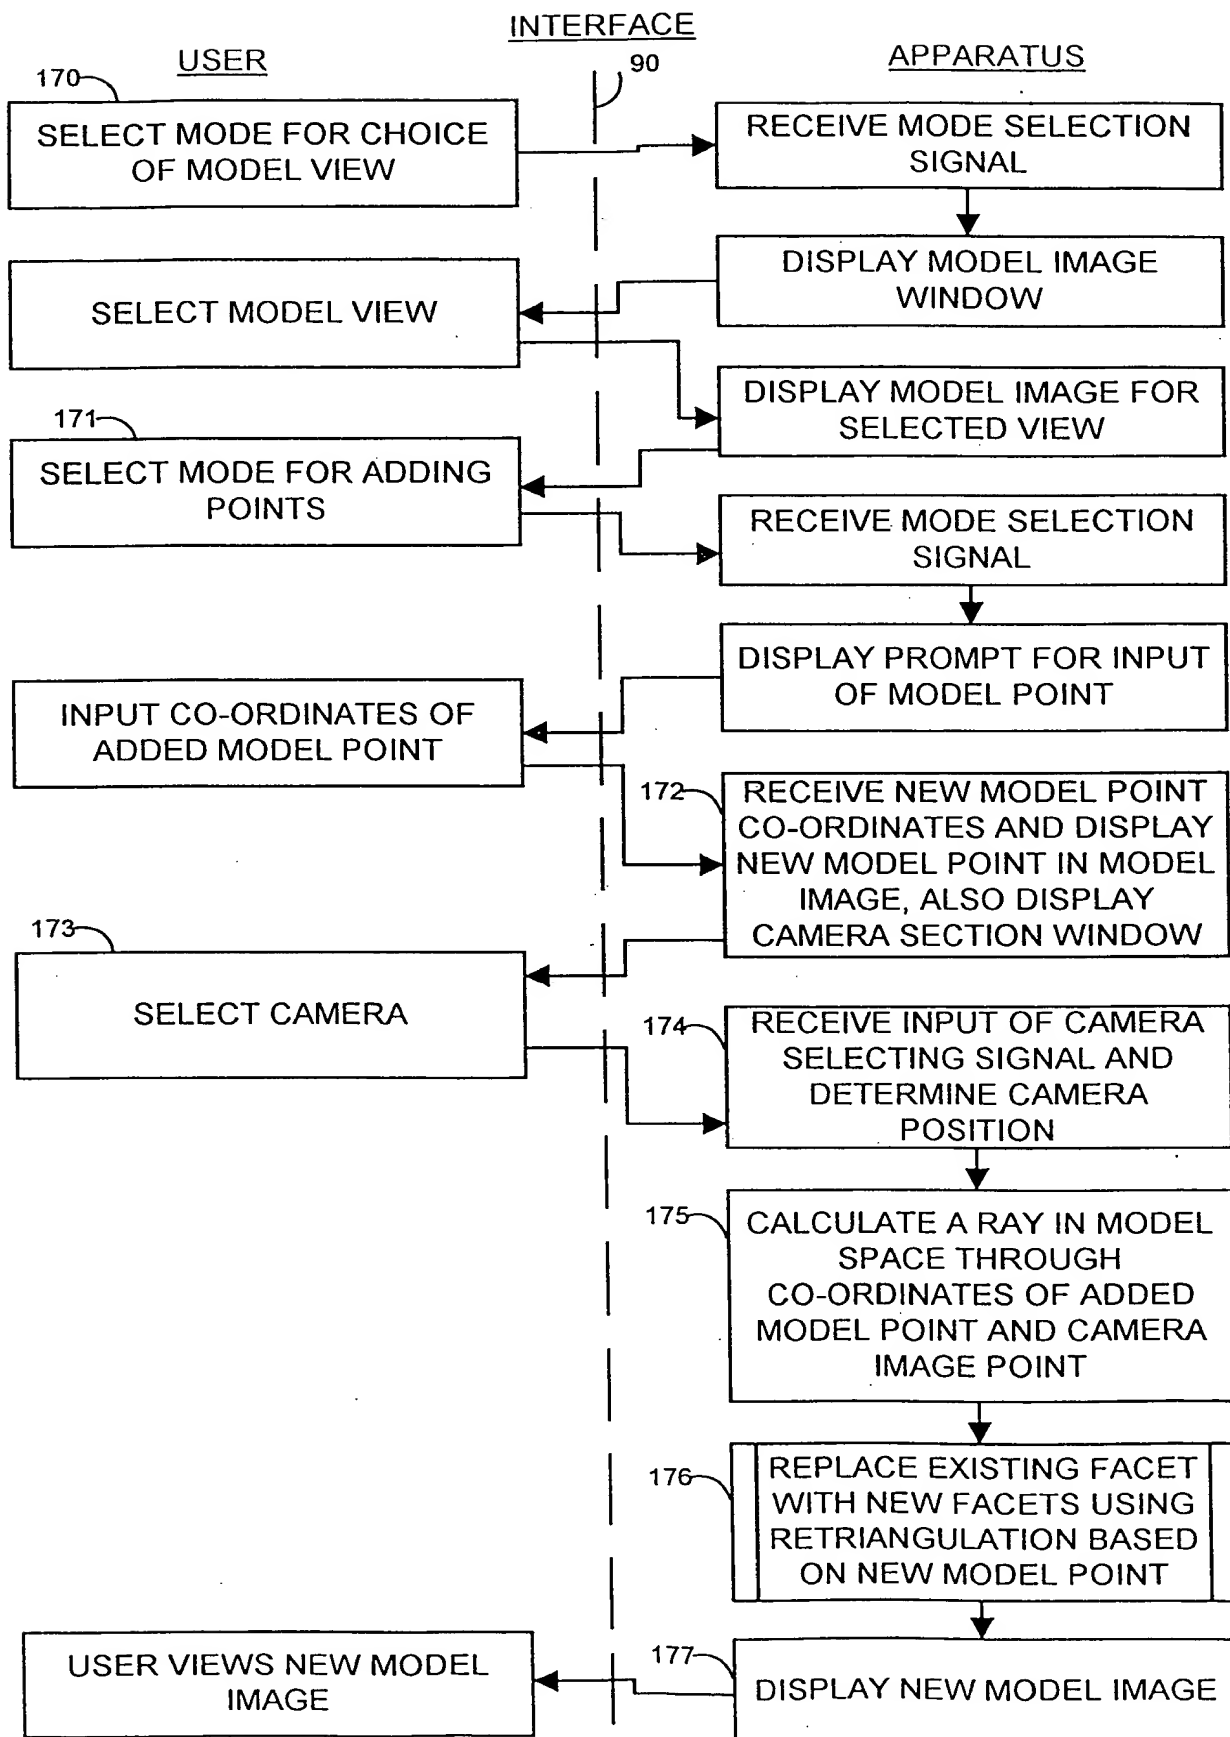 INTERFACE
USER
90
APPARATUS
170
SELECT MODE FOR CHOICE
OF MODEL VIEW
RECEIVE MODE SELECTION
SIGNAL
DISPLAY MODEL IMAGE
WINDOW
SELECT MODEL VIEW
DISPLAY MODEL IMAGE FOR
SELECTED VIEW
171
SELECT MODE FOR ADDING
POINTS
RECEIVE MODE SELECTION
SIGNAL
DISPLAY PROMPT FOR INPUT
OF MODEL POINT
INPUT CO-ORDINATES OF
ADDED MODEL POINT
172
RECEIVE NEW MODEL POINT
CO-ORDINATES AND DISPLAY
NEW MODEL POINT IN MODEL
IMAGE, ALSO DISPLAY
CAMERA SECTION WINDOW
173
SELECT CAMERA
174
RECEIVE INPUT OF CAMERA
SELECTING SIGNAL AND
DETERMINE CAMERA
POSITION
175
CALCULATE A RAY IN MODEL
SPACE THROUGH
CO-ORDINATES OF ADDED
MODEL POINT AND CAMERA
IMAGE POINT
176
REPLACE EXISTING FACET
WITH NEW FACETS USING
RETRIANGULATION BASED
ON NEW MODEL POINT
USER VIEWS NEW MODEL
IMAGE
177
DISPLAY NEW MODEL IMAGE